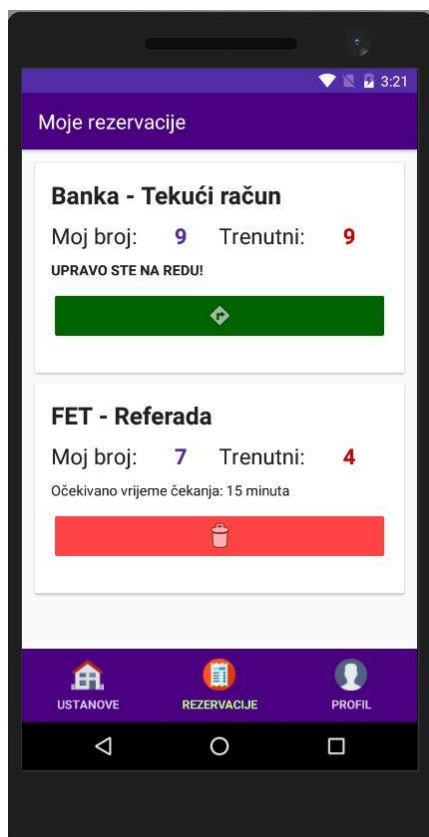 3:21
Moje rezervacije
Banka - Tekući račun
Moj broj: 9 Trenutni: 9
UPRAVO STE NA REDU!
FET - Referada
Moj broj: 7 Trenutni: 4
Očekivano vrijeme čekanja: 15 minuta
USTANOVE REZERVACIJE PROFIL